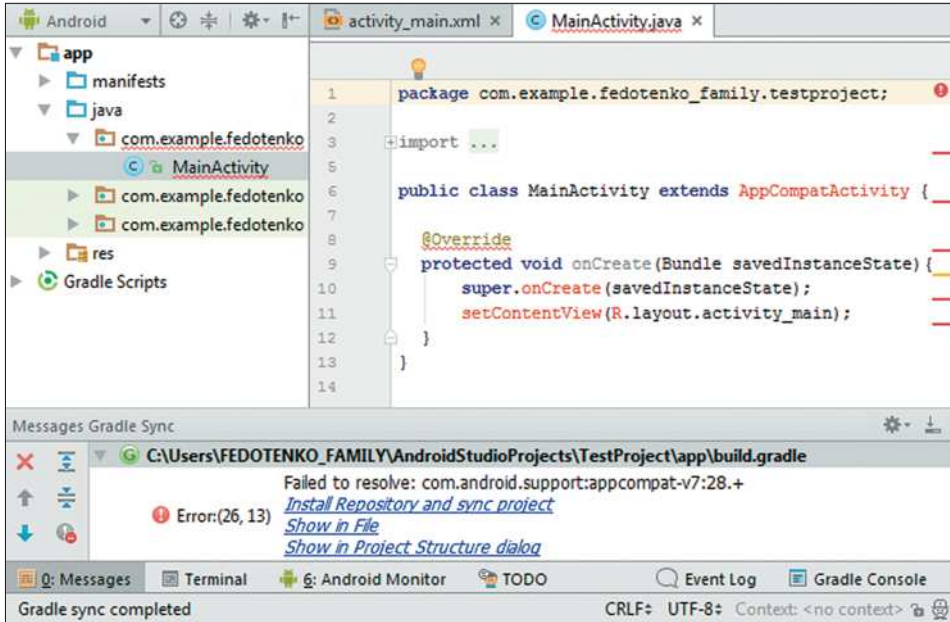 Android
activity_main.xml ×
MainActivity.java ×
app
manifests
java
com.example.fedotenko
MainActivity
com.example.fedotenko
com.example.fedotenko
res
Gradle Scripts
1 package com.example.fedotenko_family.testproject;
2
3 import ...
5
6 public class MainActivity extends AppCompatActivity {
7
8 @Override
9 protected void onCreate(Bundle savedInstanceState) {
10 super.onCreate(savedInstanceState);
11 setContentView(R.layout.activity_main);
12 }
13 }
14
Messages Gradle Sync
C:\Users\FEDOTENKO_FAMILY\AndroidStudioProjects\TestProject\app\build.gradle
Failed to resolve: com.android.support:appcompat-v7:28.+
Error:(26, 13) Install Repository and sync project
Show in File
Show in Project Structure dialog
0: Messages Terminal 6: Android Monitor TODO Event Log Gradle Console
Gradle sync completed CRLF UTF-8 Context: <no context>